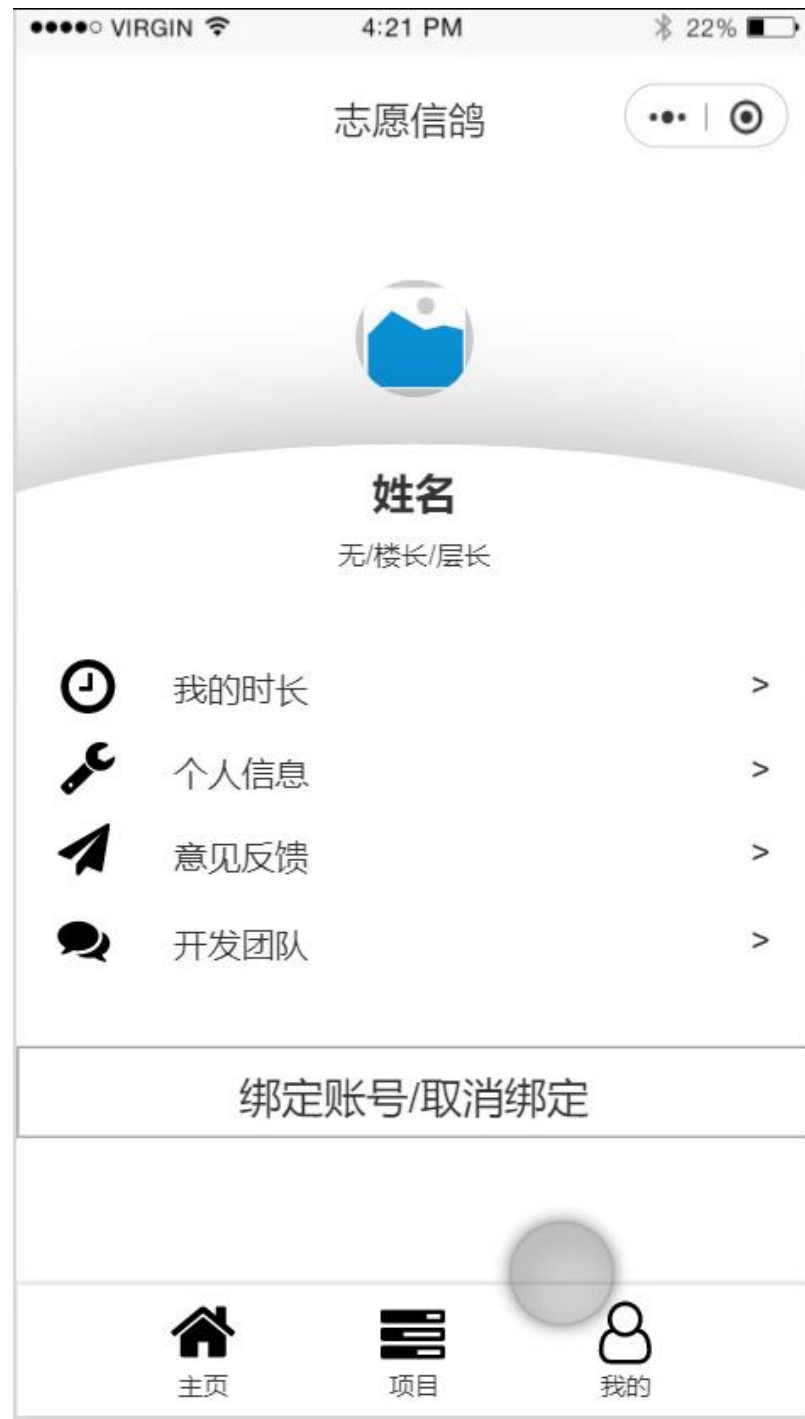 VIRGIN 4:21 PM 22%
志愿信鸽
姓名
无/楼长/层长
我的时长 >
个人信息 >
意见反馈 >
开发团队 >
绑定账号/取消绑定
主页 项目 我的